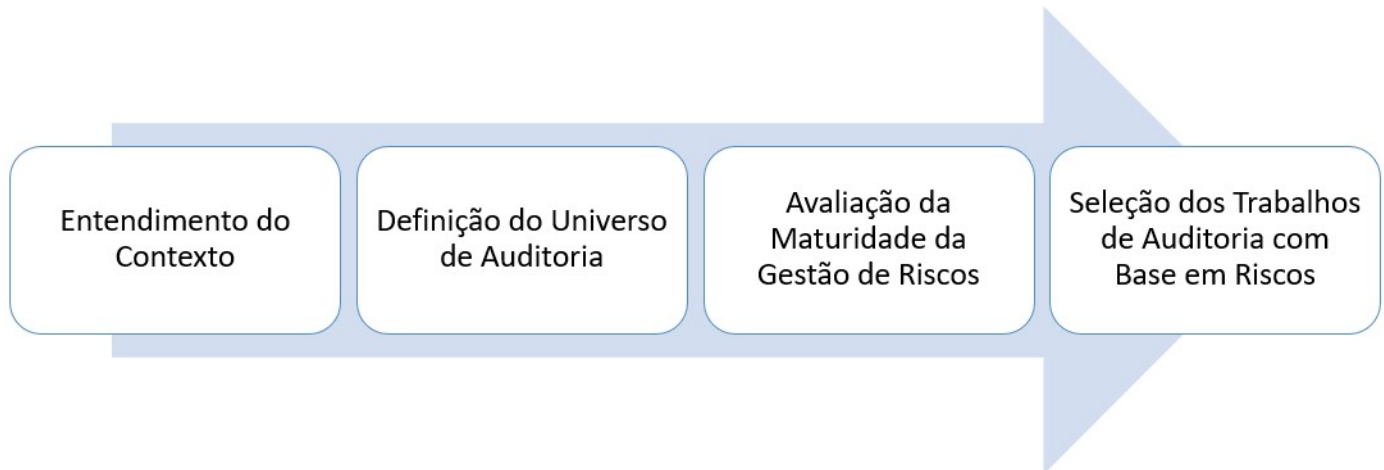 Entendimento do
Contexto
Definição do Universo
de Auditoria
Avaliação da
Maturidade da
Gestão de Riscos
Seleção dos Trabalhos
de Auditoria com
Base em Riscos